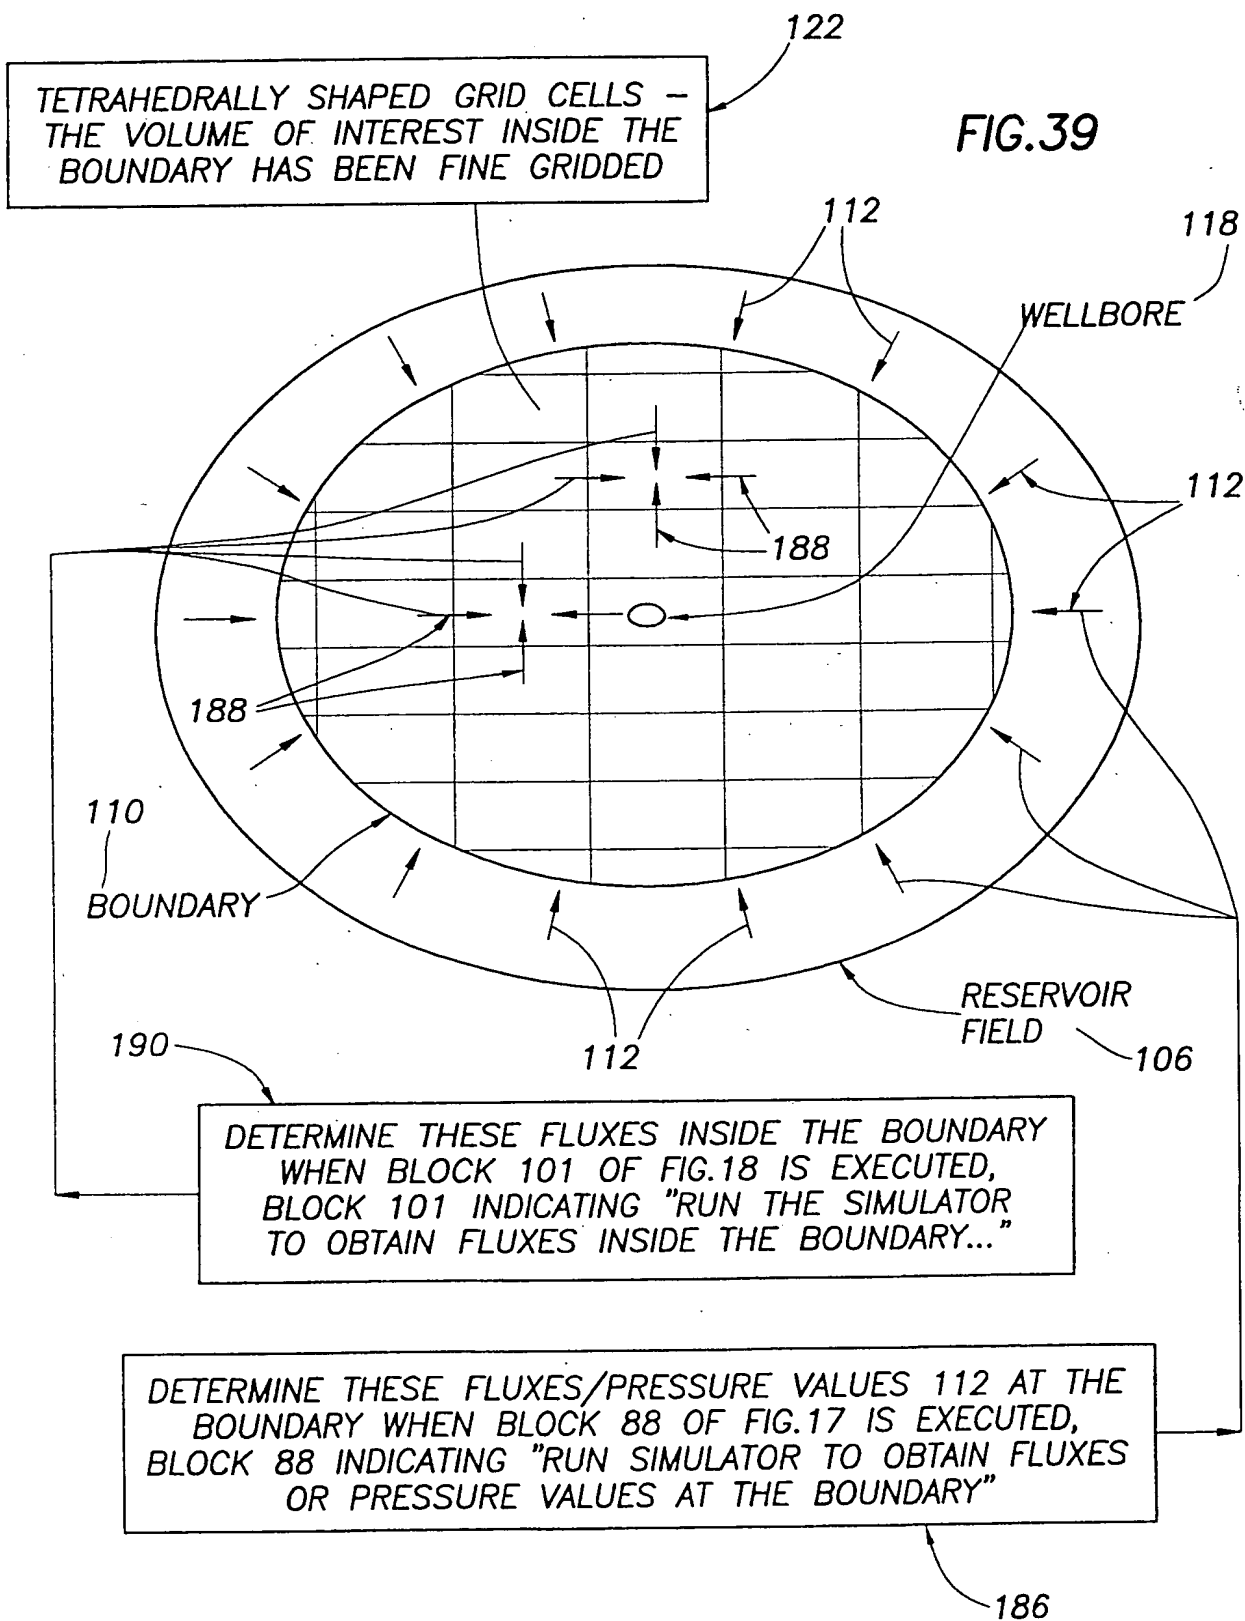 122
TETRAHEDRALLY SHAPED GRID CELLS –
THE VOLUME OF INTEREST INSIDE THE
BOUNDARY HAS BEEN FINE GRIDDED
FIG.39
112
118
WELLBORE
112
188
188
110
BOUNDARY
RESERVOIR
FIELD
106
112
190
DETERMINE THESE FLUXES INSIDE THE BOUNDARY
WHEN BLOCK 101 OF FIG.18 IS EXECUTED,
BLOCK 101 INDICATING "RUN THE SIMULATOR
TO OBTAIN FLUXES INSIDE THE BOUNDARY..."
DETERMINE THESE FLUXES/PRESSURE VALUES 112 AT THE
BOUNDARY WHEN BLOCK 88 OF FIG.17 IS EXECUTED,
BLOCK 88 INDICATING "RUN SIMULATOR TO OBTAIN FLUXES
OR PRESSURE VALUES AT THE BOUNDARY"
186